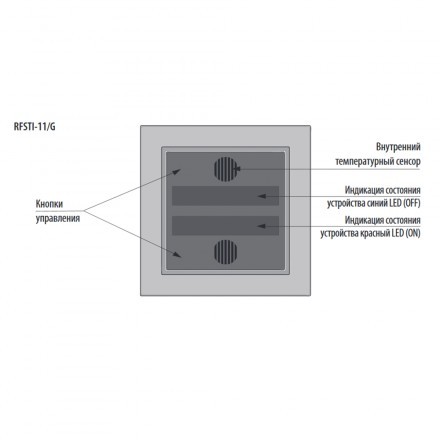 RFSTI-11/G
Внутренний
температурный сенсор
Индикация состояния
устройства синий LED (OFF)
Индикация состояния
устройства красный LED (ON)
Кнопки
управления